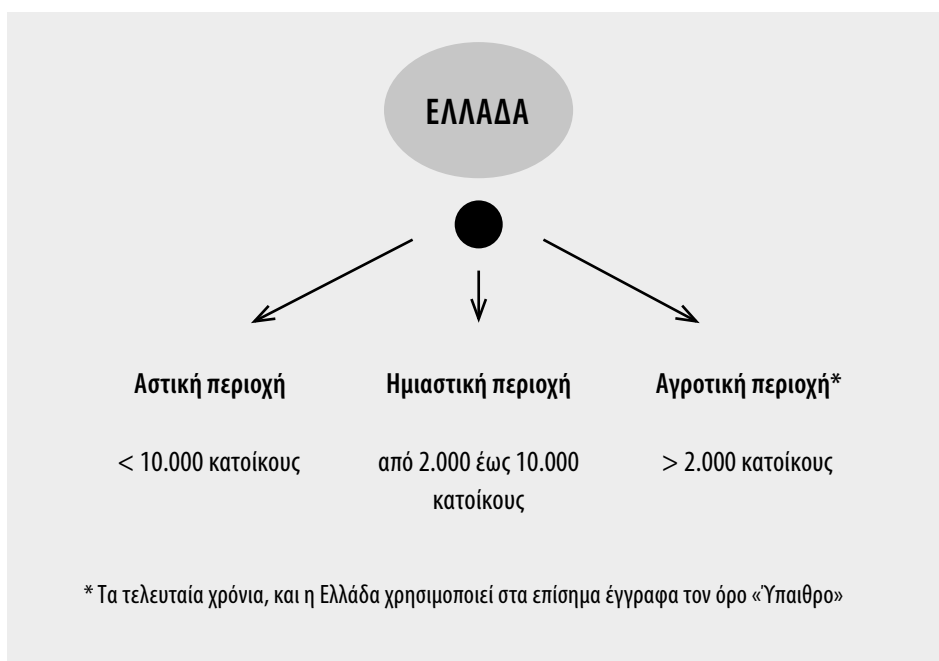 ΕΛΛΑΔΑ
Αστική περιοχή
Ημιαστική περιοχή
Αγροτική περιοχή*
< 10.000 κατοίκους
από 2.000 έως 10.000
κατοίκους
> 2.000 κατοίκους
* Τα τελευταία χρόνια, και η Ελλάδα χρησιμοποιεί στα επίσημα έγγραφα τον όρο «Ύπαιθρο»